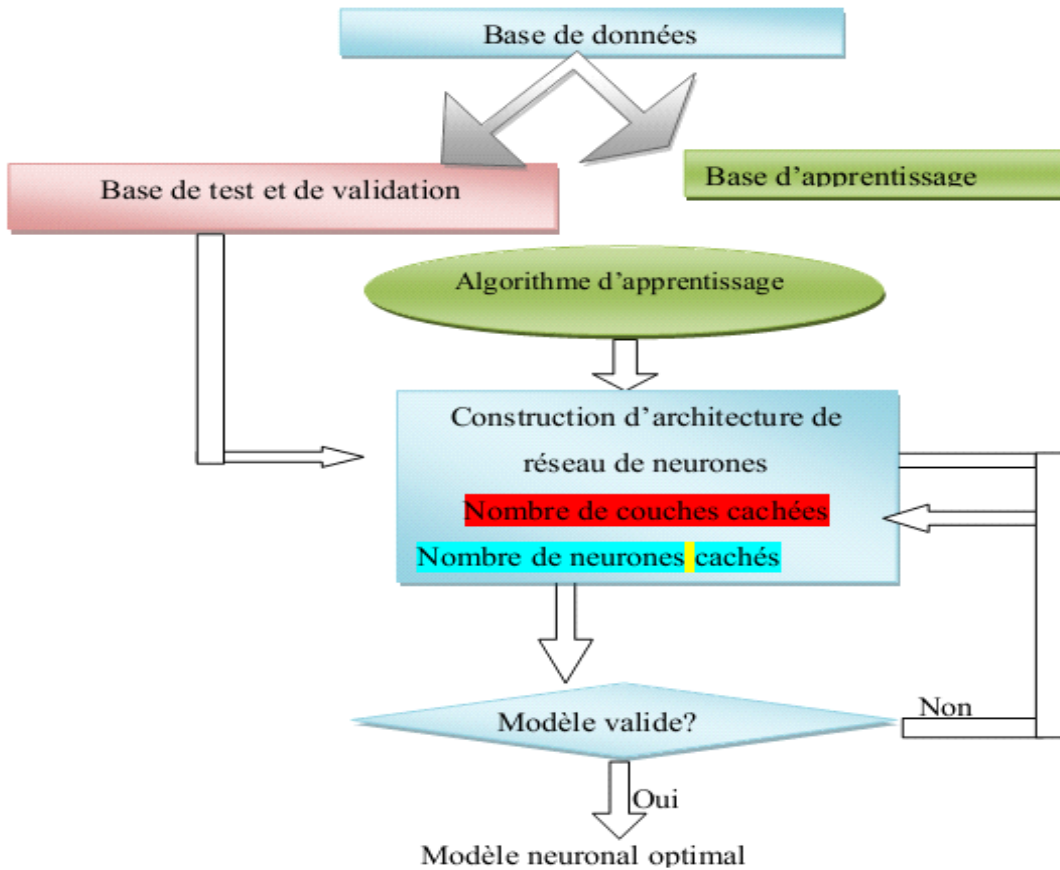 Base de données
Base de test et de validation
Base d’apprentissage
Algorithme d’apprentissage
Construction d’architecture de
réseau de neurones
Nombre de couches cachées
Nombre de neurones cachés
Modèle valide?
Non
Oui
Modèle neuronal optimal